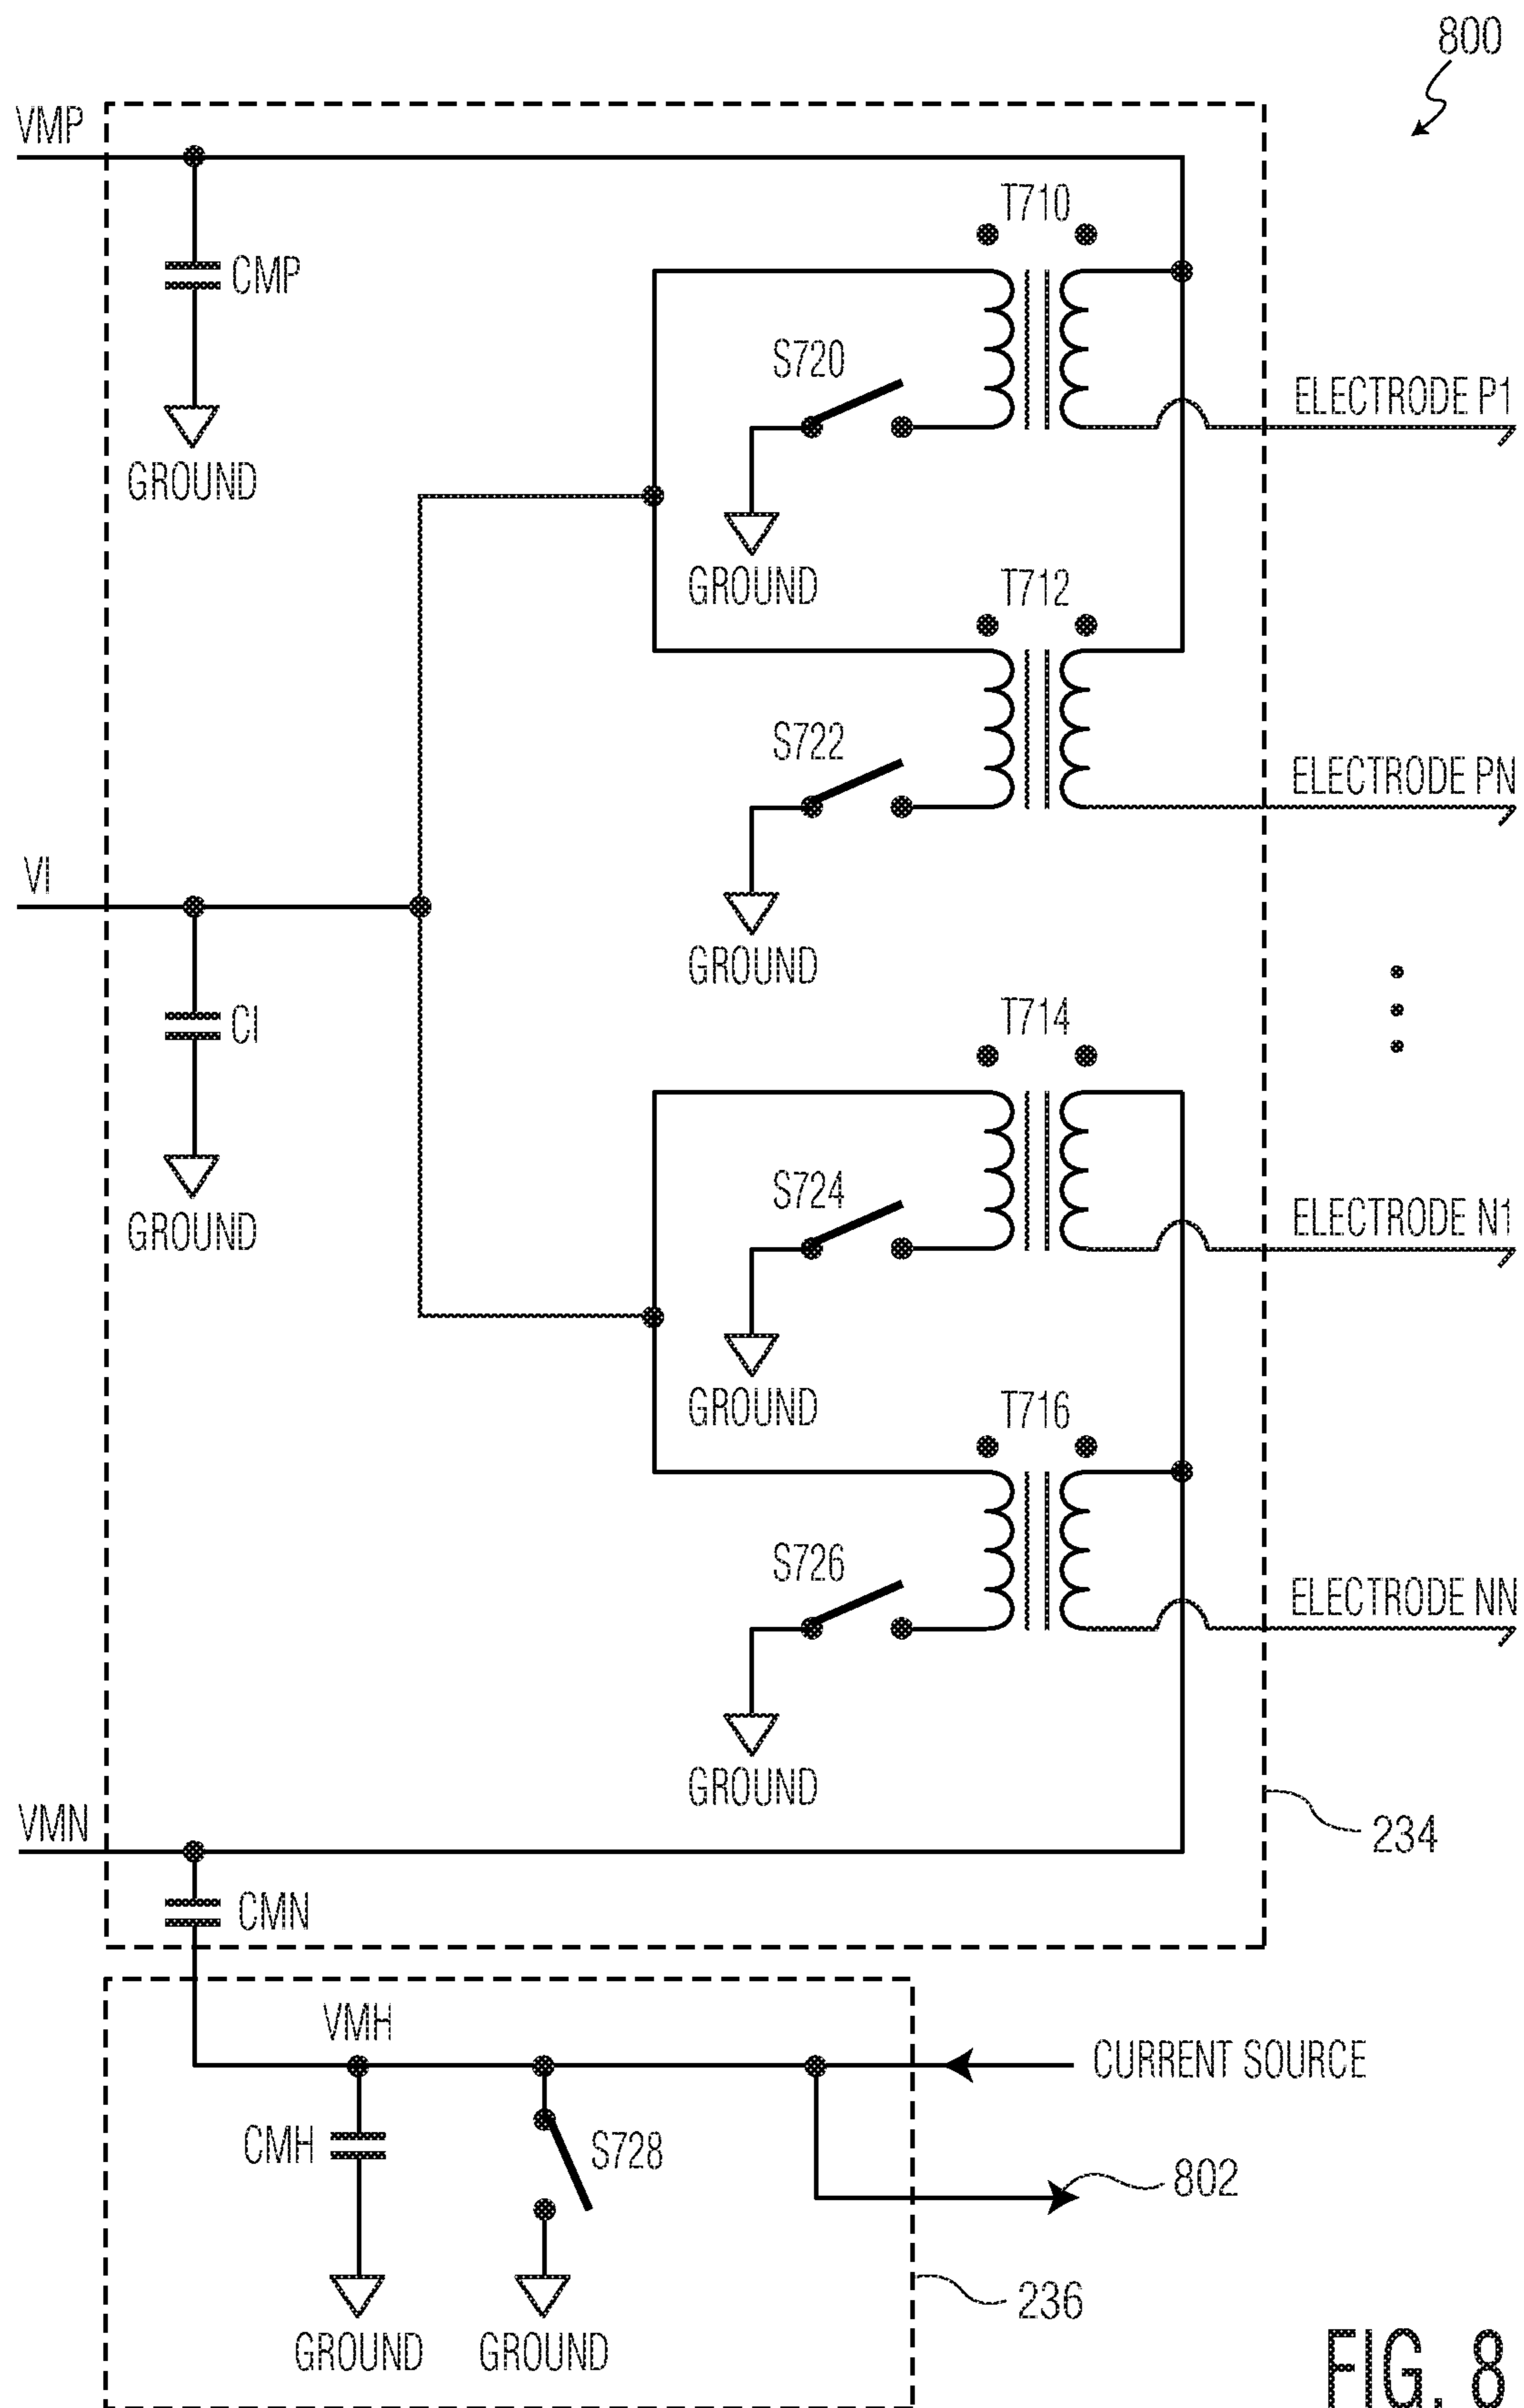 800
VMP
T710
CMP
S720
ELECTRODE P1
GROUND
GROUND
T712
S722
ELECTRODE PN
VI
GROUND
T714
CI
S724
ELECTRODE N1
GROUND
GROUND
T716
S726
ELECTRODE NN
GROUND
VMN
234
CMN
VMH
CURRENT SOURCE
CMH
S728
802
236
GROUND
GROUND
FIG. 8